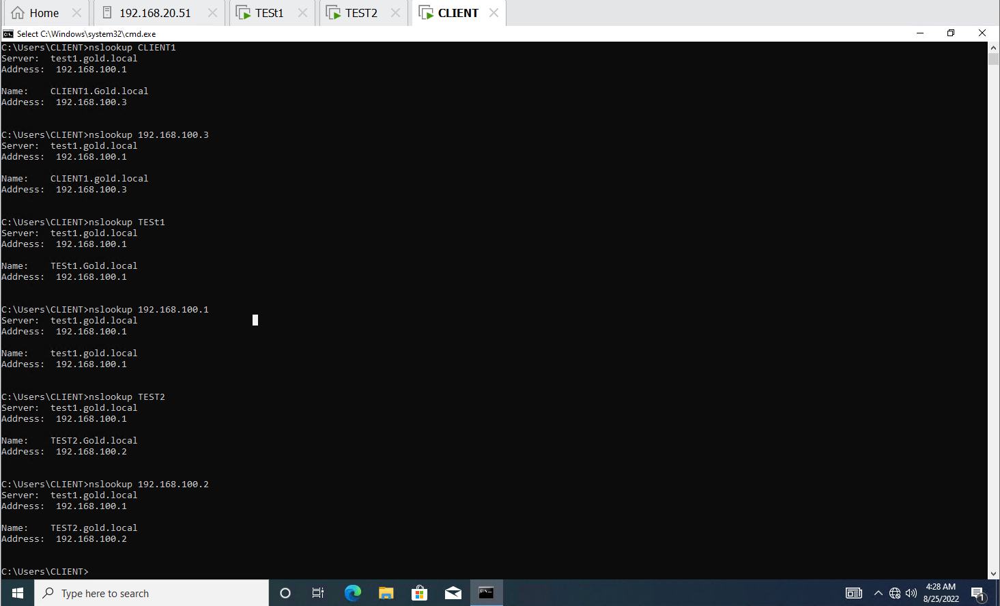 Home 192.168.20.51 TESt1 TEST2 CLIENT
Select C:\Windows\system32\cmd.exe
C:\Users\CLIENT>nslookup CLIENT1
Server:  test1.gold.local
Address:  192.168.100.1
Name:    CLIENT1.Gold.local
Address:  192.168.100.3
C:\Users\CLIENT>nslookup 192.168.100.3
Server:  test1.gold.local
Address:  192.168.100.1
Name:    CLIENT1.gold.local
Address:  192.168.100.3
C:\Users\CLIENT>nslookup TESt1
Server:  test1.gold.local
Address:  192.168.100.1
Name:    TESt1.Gold.local
Address:  192.168.100.1
C:\Users\CLIENT>nslookup 192.168.100.1
Server:  test1.gold.local
Address:  192.168.100.1
Name:    test1.gold.local
Address:  192.168.100.1
C:\Users\CLIENT>nslookup TEST2
Server:  test1.gold.local
Address:  192.168.100.1
Name:    TEST2.Gold.local
Address:  192.168.100.2
C:\Users\CLIENT>nslookup 192.168.100.2
Server:  test1.gold.local
Address:  192.168.100.1
Name:    TEST2.gold.local
Address:  192.168.100.2
C:\Users\CLIENT>
Type here to search
4:28 AM
8/25/2022
1